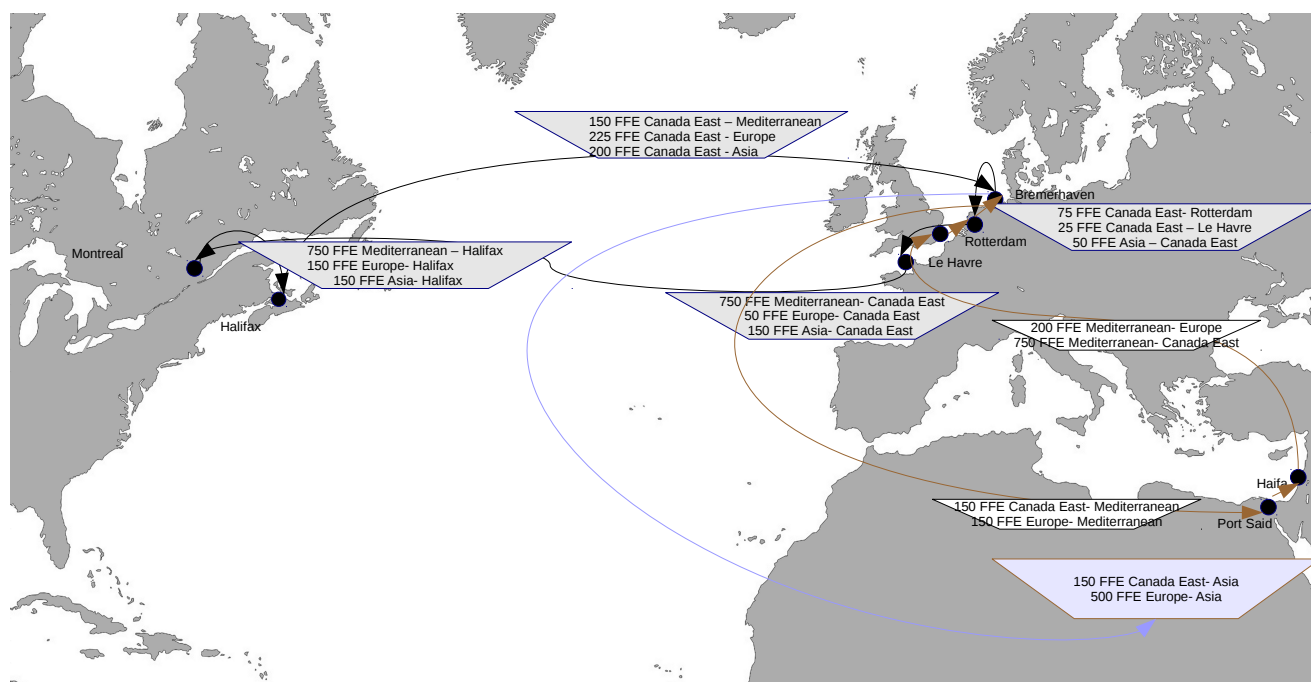 150 FFE Canada East – Mediterranean
225 FFE Canada East - Europe
200 FFE Canada East - Asia
Bremerhaven
75 FFE Canada East- Rotterdam
25 FFE Canada East – Le Havre
50 FFE Asia – Canada East
Rotterdam
Le Havre
Montreal
750 FFE Mediterranean – Halifax
150 FFE Europe- Halifax
150 FFE Asia- Halifax
Halifax
750 FFE Mediterranean- Canada East
50 FFE Europe- Canada East
150 FFE Asia- Canada East
200 FFE Mediterranean- Europe
750 FFE Mediterranean- Canada East
Haifa
150 FFE Canada East- Mediterranean
150 FFE Europe- Mediterranean
Port Said
150 FFE Canada East- Asia
500 FFE Europe- Asia